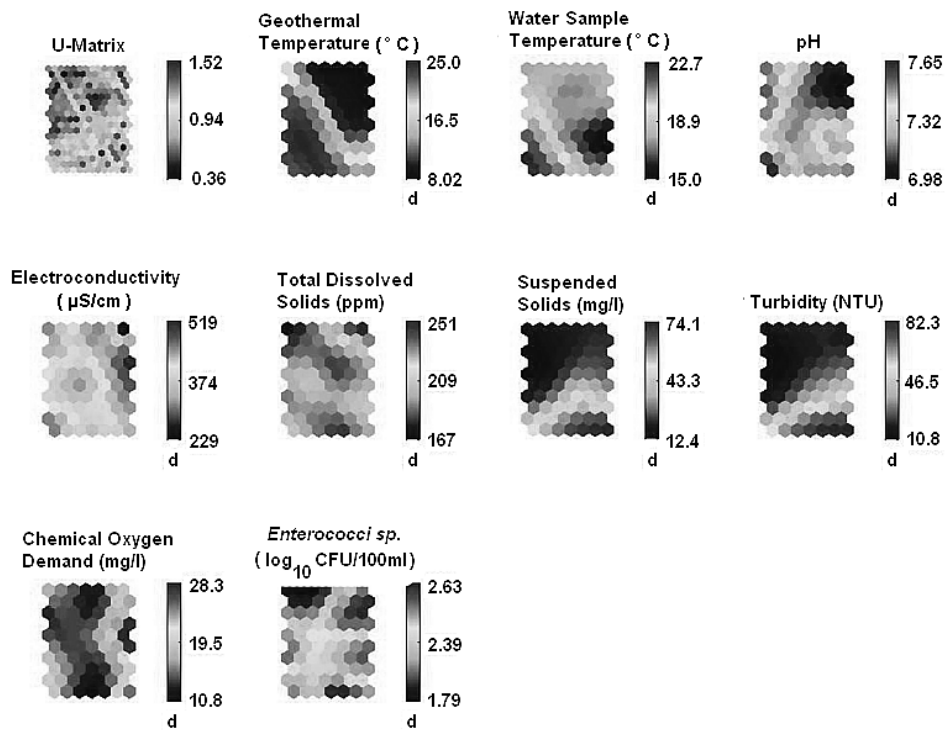 U-Matrix
1.52
0.94
0.36
Geothermal
Temperature ( ° C )
25.0
16.5
8.02
d
Water Sample
Temperature ( ° C)
22.7
18.9
15.0
d
pH
7.65
7.32
6.98
d
Electroconductivity
( µS/cm )
519
374
229
d
Total Dissolved
Solids (ppm)
251
209
167
d
Suspended
Solids (mg/l)
74.1
43.3
12.4
d
Turbidity (NTU)
82.3
46.5
10.8
d
Chemical Oxygen
Demand (mg/l)
28.3
19.5
10.8
d
Enterococci sp.
( log10 CFU/100ml)
2.63
2.39
1.79
d